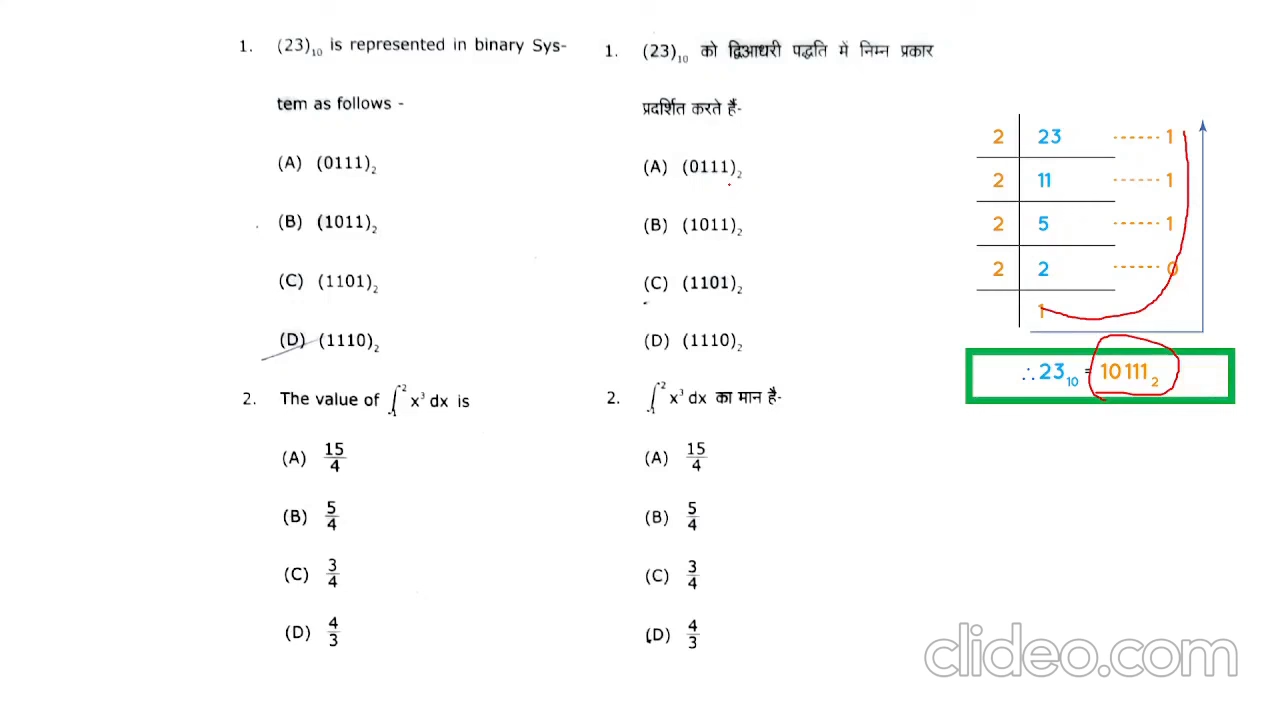 1. (23)₁₀ is represented in binary Sys-
tem as follows -
(A) (0111)₂
(B) (1011)₂
(C) (1101)₂
(D) (1110)₂
2. The value of ∫₁² x³ dx is
(A) 15/4
(B) 5/4
(C) 3/4
(D) 4/3
1. (23)₁₀ को द्विआधरी पद्धति में निम्न प्रकार
प्रदर्शित करते हैं-
(A) (0111)₂
(B) (1011)₂
(C) (1101)₂
(D) (1110)₂
2. ∫₁² x³ dx का मान है-
(A) 15/4
(B) 5/4
(C) 3/4
(D) 4/3
2 23 ------ 1
2 11 ------ 1
2 5 ------ 1
2 2 ------ 0
1
∴ 23₁₀ = 10111₂
clideo.com